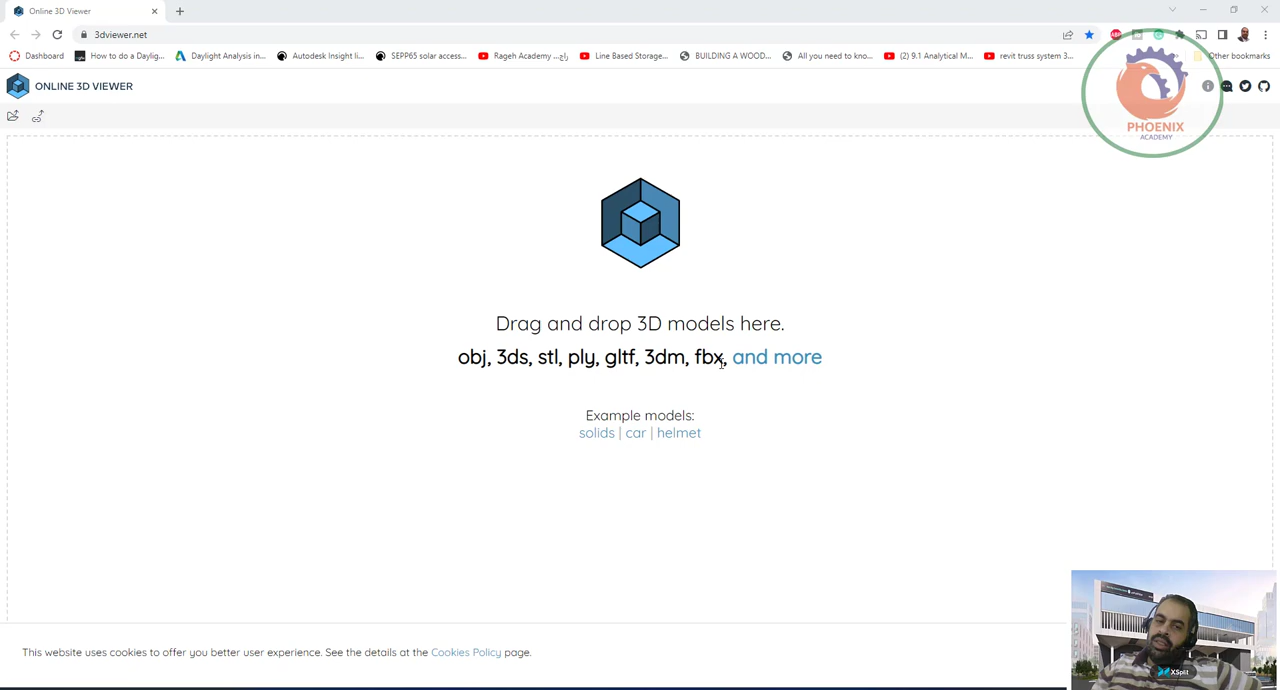 Online 3D Viewer
3dviewer.net
Dashboard
How to do a Daylig...
Daylight Analysis in...
Autodesk Insight li...
SEPP65 solar access...
Rageh Academy ...راج
Line Based Storage...
BUILDING A WOOD...
All you need to kno...
(2) 9.1 Analytical M...
revit truss system 3...
Other bookmarks
ONLINE 3D VIEWER
PHOENIX
ACADEMY
Drag and drop 3D models here.
obj, 3ds, stl, ply, gltf, 3dm, fbx, and more
Example models:
solids | car | helmet
This website uses cookies to offer you better user experience. See the details at the Cookies Policy page.
XSplit